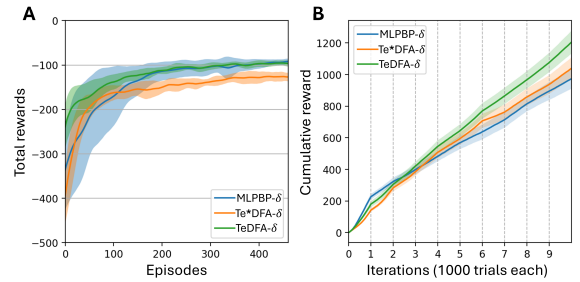 A
0
−100
−200
−300
−400
−500
0
100
200
300
400
Total rewards
Episodes
MLPBP-δ
Te*DFA-δ
TeDFA-δ
B
1200
1000
800
600
400
200
0
0
1
2
3
4
5
6
7
8
9
Cumulative reward
Iterations (1000 trials each)
MLPBP-δ
Te*DFA-δ
TeDFA-δ